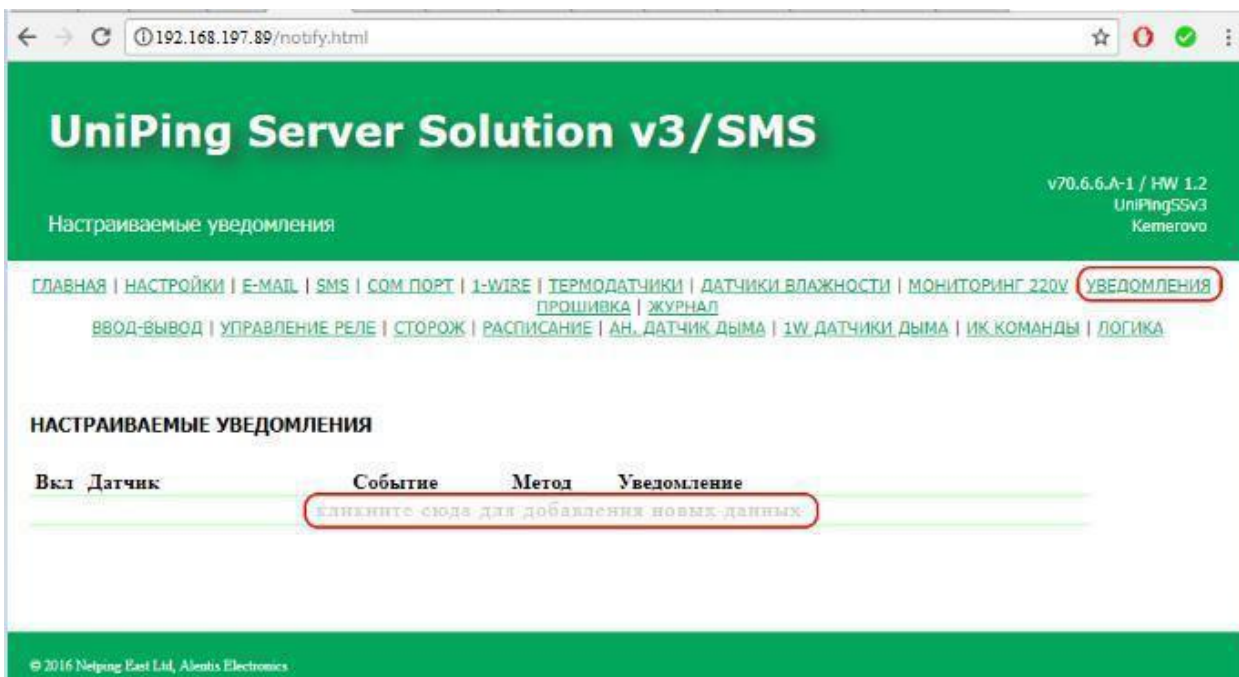 192.168.197.89/notify.html
UniPing Server Solution v3/SMS
v70.6.6.A-1 / HW 1.2
UniPingSSv3
Настраиваемые уведомления
Kemerovo
ГЛАВНАЯ | НАСТРОЙКИ | E-MAIL | SMS | COM ПОРТ | 1-WIRE | ТЕРМОДАТЧИКИ | ДАТЧИКИ ВЛАЖНОСТИ | МОНИТОРИНГ 220V | УВЕДОМЛЕНИЯ |
ПРОШИВКА | ЖУРНАЛ
ВВОД-ВЫВОД | УПРАВЛЕНИЕ РЕЛЕ | СТОРОЖ | РАСПИСАНИЕ | АН. ДАТЧИК ДЫМА | 1W ДАТЧИКИ ДЫМА | ИК КОМАНДЫ | ЛОГИКА
НАСТРАИВАЕМЫЕ УВЕДОМЛЕНИЯ
Вкл Датчик Событие Метод Уведомление
кликните сюда для добавления новых данных
© 2016 Netping East Ltd, Alentis Electronics